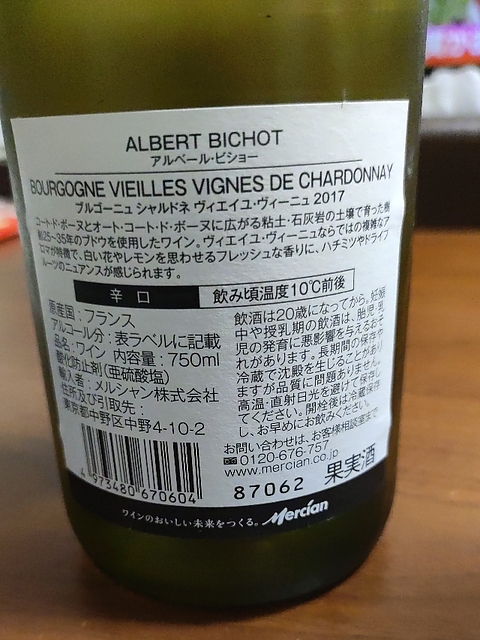 ALBERT BICHOT
アルベール・ビショー
BOURGOGNE VIEILLES VIGNES DE CHARDONNAY
ブルゴーニュ シャルドネ ヴィエイユ・ヴィーニュ 2017
コート・ド・ボーヌとオート・コート・ド・ボーヌに広がる粘土・石灰岩の土壌で育った樹
齢25~35年のブドウを使用したワイン。ヴィエイユ・ヴィーニュならではの複雑なア
ロマが特徴で、白い花やレモンを思わせるフレッシュな香りに、ハチミツやドライフ
ルーツのニュアンスが感じられます。
辛口
飲み頃温度10℃前後
原産国:フランス
アルコール分:表ラベルに記載
品名:ワイン 内容量:750ml
酸化防止剤(亜硫酸塩)
輸入者:メルシャン株式会社
住所及び引取先:
東京都中野区中野4-10-2
飲酒は20歳になってから。妊娠
中や授乳期の飲酒は、胎児・乳
児の発育に悪影響を与えるおそ
れがあります。長期間の保存や
冷蔵で沈殿を生じることがあり
ますが品質に問題ありません。
高温・直射日光を避けて保存し
てください。開栓後は冷蔵保存
し、お早めにお飲みください。
お問い合わせは、お客様相談室まで
0120-676-757
www.mercian.co.jp
4 973480 670604
87062
果実酒
ワインのおいしい未来をつくる。 Mercian